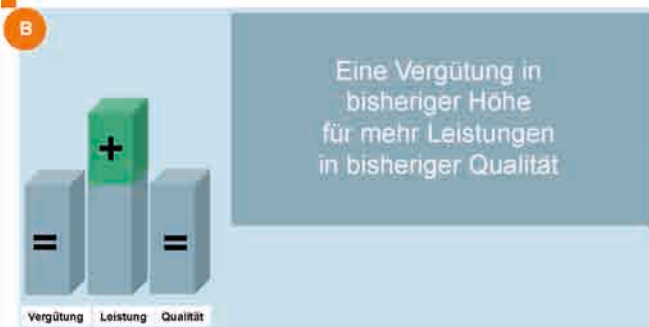 B
Eine Vergütung in
bisheriger Höhe
für mehr Leistungen
in bisheriger Qualität
+
= =
Vergütung Leistung Qualität